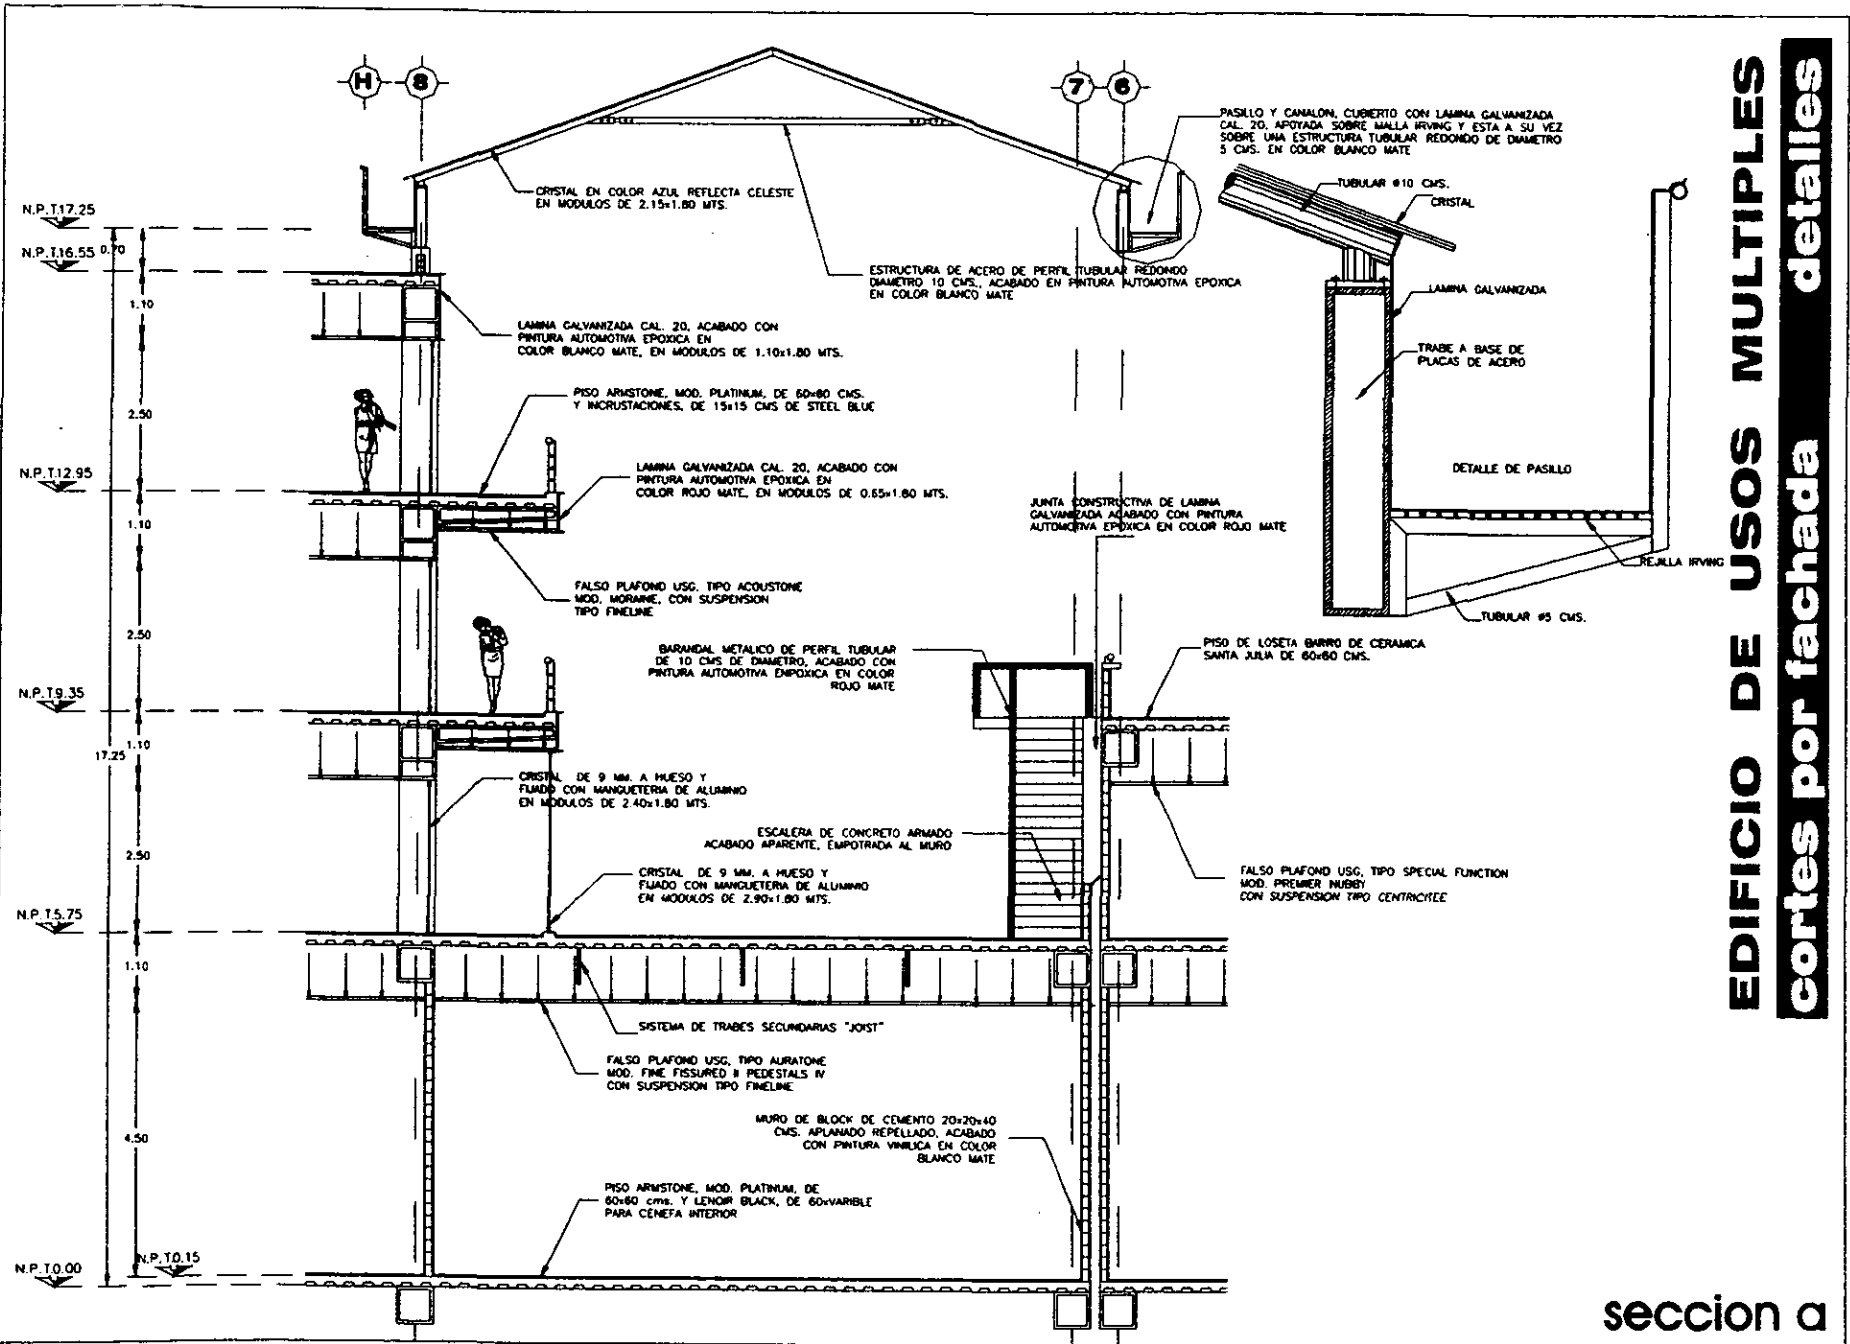 H
8
7
6
PASILLO Y CANALON, CUBIERTO CON LAMINA GALVANIZADA
CAL. 20, APOYADA SOBRE MALLA IRVING Y ESTA A SU VEZ
SOBRE UNA ESTRUCTURA TUBULAR REDONDO DE DIAMETRO
5 CMS. EN COLOR BLANCO MATE
TUBULAR ø10 CMS.
CRISTAL
CRISTAL EN COLOR AZUL REFLECTA CELESTE
EN MODULOS DE 2.15x1.80 MTS.
N.P.T.17.25
0.70
N.P.T.16.55
ESTRUCTURA DE ACERO DE PERFIL TUBULAR REDONDO
DIAMETRO 10 CMS., ACABADO EN PINTURA AUTOMOTIVA EPOXICA
EN COLOR BLANCO MATE
LAMINA GALVANIZADA
1.10
LAMINA GALVANIZADA CAL. 20, ACABADO CON
PINTURA AUTOMOTIVA EPOXICA EN
COLOR BLANCO MATE, EN MODULOS DE 1.10x1.80 MTS.
TRABE A BASE DE
PLACAS DE ACERO
PISO ARMSTONE, MOD. PLATINUM, DE 60x60 CMS.
Y INCRUSTACIONES, DE 15x15 CMS DE STEEL BLUE
2.50
N.P.T.12.95
LAMINA GALVANIZADA CAL. 20, ACABADO CON
PINTURA AUTOMOTIVA EPOXICA EN
COLOR ROJO MATE, EN MODULOS DE 0.65x1.80 MTS.
DETALLE DE PASILLO
JUNTA CONSTRUCTIVA DE LAMINA
GALVANIZADA ACABADO CON PINTURA
AUTOMOTIVA EPOXICA EN COLOR ROJO MATE
1.10
REJILLA IRVING
FALSO PLAFOND USG, TIPO ACOUSTONE
MOD. MORAINE, CON SUSPENSION
TIPO FINELINE
TUBULAR ø5 CMS.
2.50
BARANDAL METALICO DE PERFIL TUBULAR
DE 10 CMS DE DIAMETRO, ACABADO CON
PINTURA AUTOMOTIVA ENPOXICA EN COLOR
ROJO MATE
PISO DE LOSETA BARRO DE CERAMICA
SANTA JULIA DE 60x60 CMS.
N.P.T.9.35
1.10
17.25
CRISTAL DE 9 MM. A HUESO Y
FIJADO CON MANGUETERIA DE ALUMINIO
EN MODULOS DE 2.40x1.80 MTS.
ESCALERA DE CONCRETO ARMADO
ACABADO APARENTE, EMPOTRADA AL MURO
2.50
CRISTAL DE 9 MM. A HUESO Y
FIJADO CON MANGUETERIA DE ALUMINIO
EN MODULOS DE 2.90x1.80 MTS.
FALSO PLAFOND USG, TIPO SPECIAL FUNCTION
MOD. PREMIER NUBBY
CON SUSPENSION TIPO CENTRICITEE
N.P.T.5.75
1.10
SISTEMA DE TRABES SECUNDARIAS "JOIST"
FALSO PLAFOND USG, TIPO AURATONE
MOD. FINE FISSURED II PEDESTALS IV
CON SUSPENSION TIPO FINELINE
4.50
MURO DE BLOCK DE CEMENTO 20x20x40
CMS. APLANADO REPELLADO, ACABADO
CON PINTURA VINILICA EN COLOR
BLANCO MATE
PISO ARMSTONE, MOD. PLATINUM, DE
60x60 cms. Y LENOIR BLACK, DE 60xVARIBLE
PARA CENEFA INTERIOR
N.P.T.0.15
N.P.T.0.00
EDIFICIO DE USOS MULTIPLES
cortes por fachada detalles
seccion a